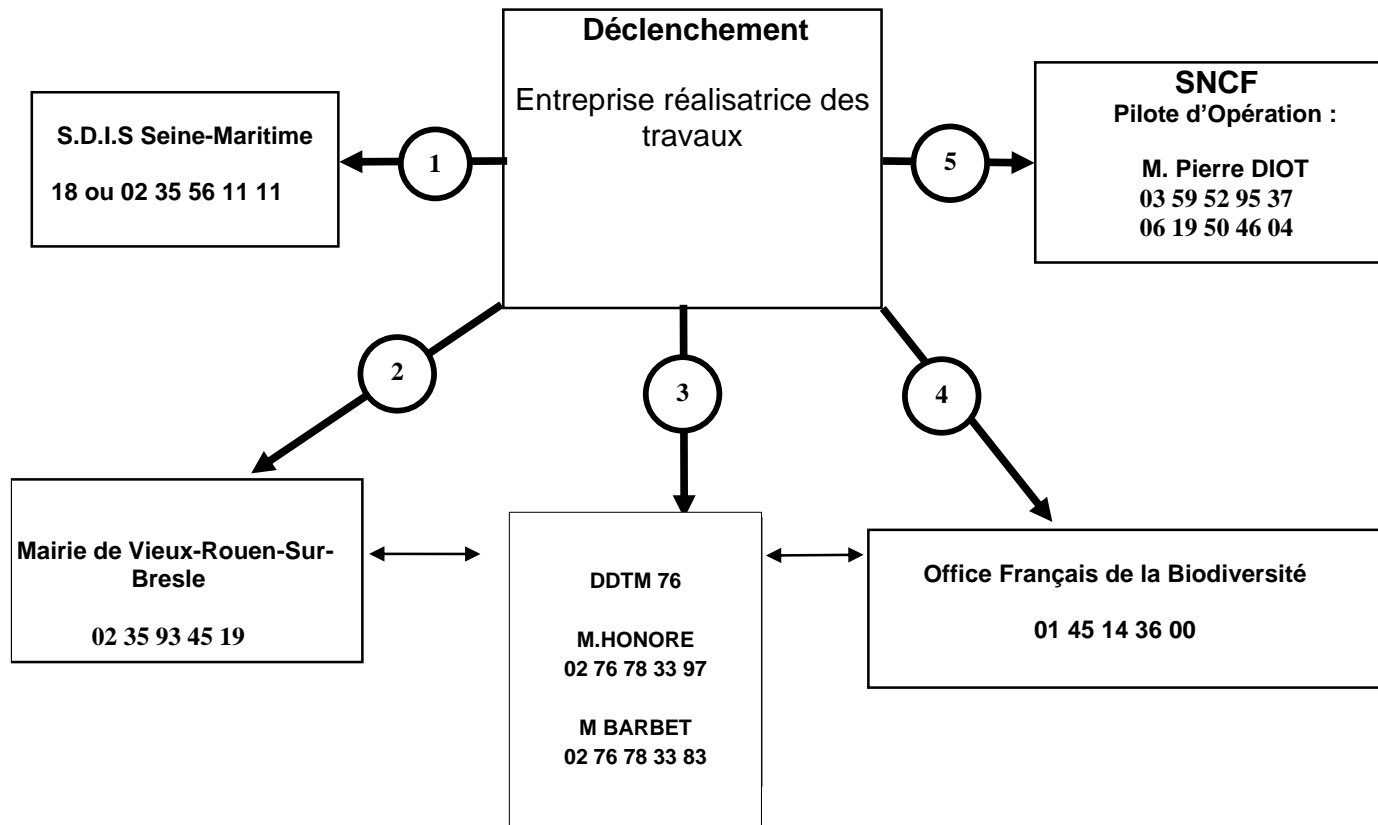 Déclenchement
Entreprise réalisatrice des
travaux
S.D.I.S Seine-Maritime
18 ou 02 35 56 11 11
1
5
SNCF
Pilote d'Opération :
M. Pierre DIOT
03 59 52 95 37
06 19 50 46 04
2
3
4
Mairie de Vieux-Rouen-Sur-
Bresle
02 35 93 45 19
DDTM 76
M.HONORE
02 76 78 33 97
M BARBET
02 76 78 33 83
Office Français de la Biodiversité
01 45 14 36 00